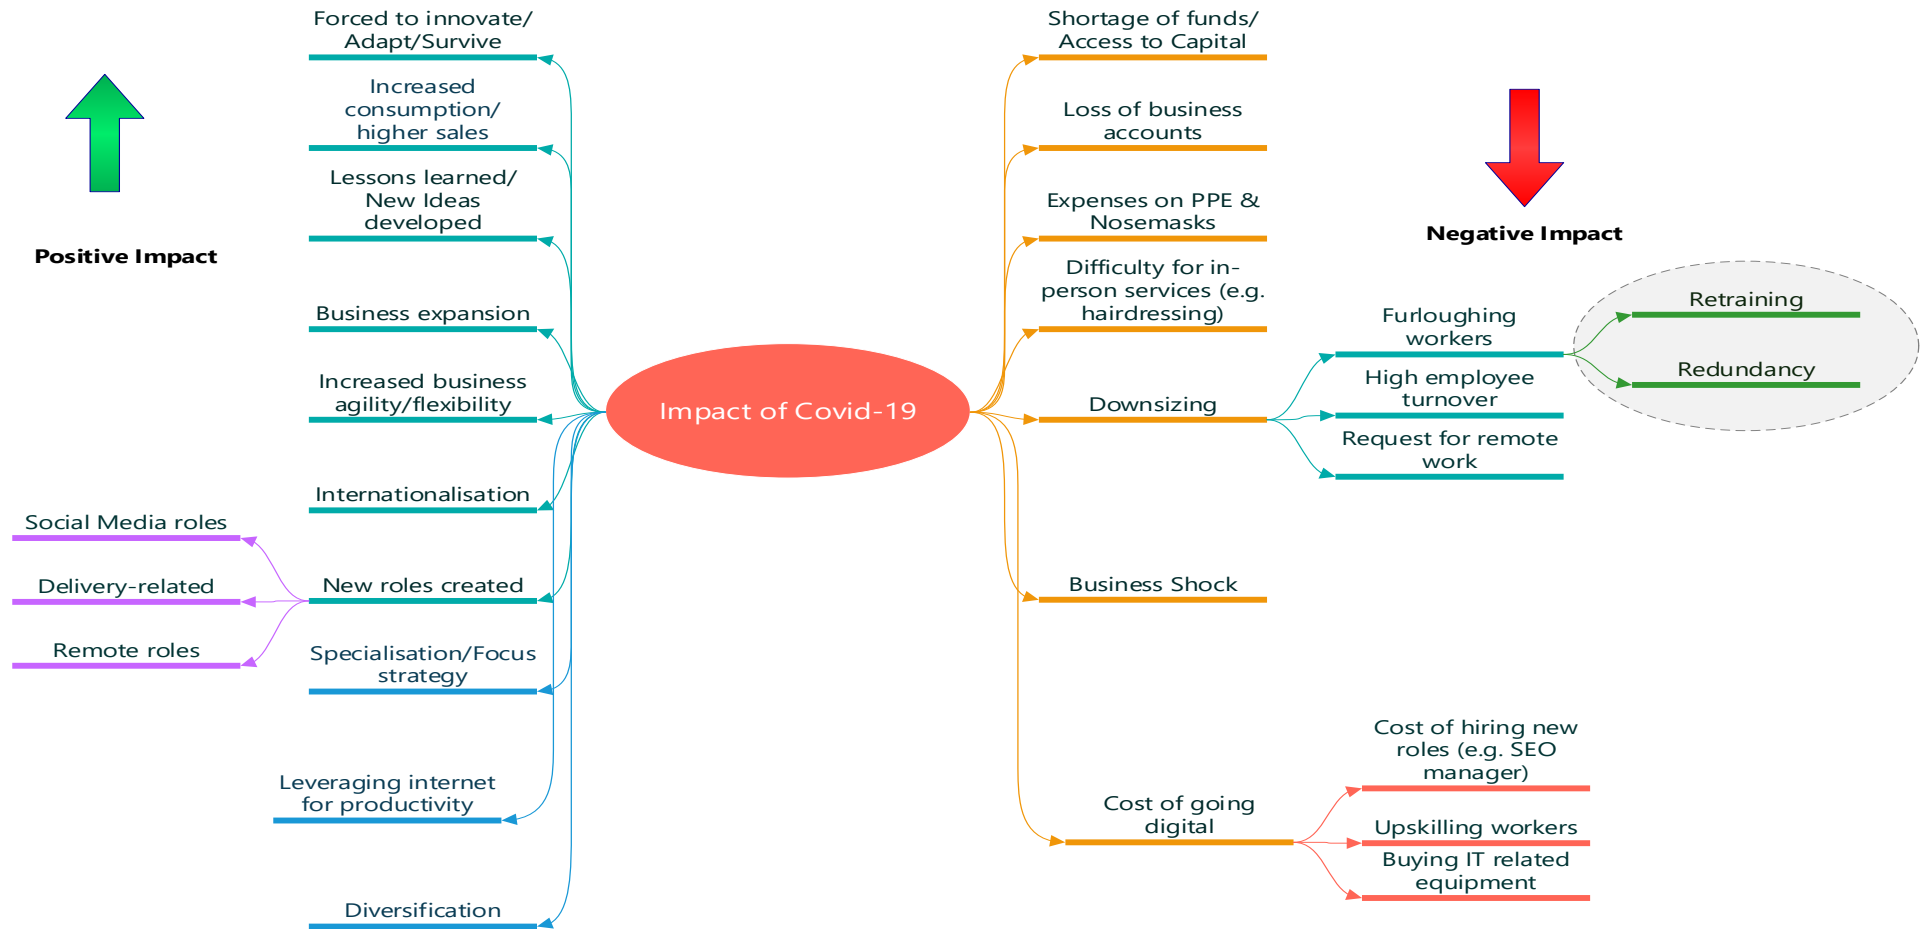 Forced to innovate/
Adapt/Survive
Increased
consumption/
higher sales
Lessons learned/
New Ideas
developed
Positive Impact
Business expansion
Increased business
agility/flexibility
Internationalisation
Social Media roles
Delivery-related
Remote roles
New roles created
Specialisation/Focus
strategy
Leveraging internet
for productivity
Diversification
Impact of Covid-19
Shortage of funds/
Access to Capital
Loss of business
accounts
Expenses on PPE &
Nosemasks
Difficulty for in-
person services (e.g.
hairdressing)
Negative Impact
Downsizing
Furloughing
workers
Retraining
Redundancy
High employee
turnover
Request for remote
work
Business Shock
Cost of going
digital
Cost of hiring new
roles (e.g. SEO
manager)
Upskilling workers
Buying IT related
equipment